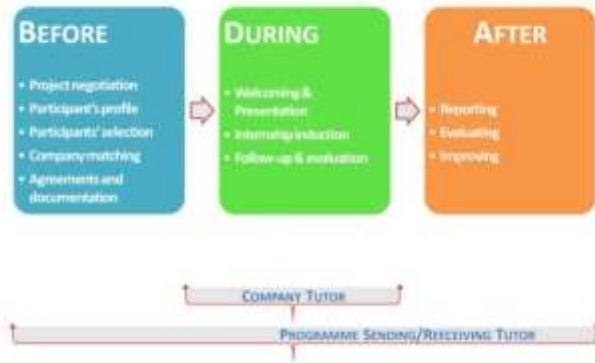 BEFORE
• Project negotiation
• Participant's profile
• Participants' selection
• Company matching
• Agreements and
documentation
DURING
• Welcoming &
Presentation
• Internship induction
• Follow-up & evaluation
AFTER
• Reporting
• Evaluating
• Improving
COMPANY TUTOR
PROGRAMME SENDING/RECEIVING TUTOR